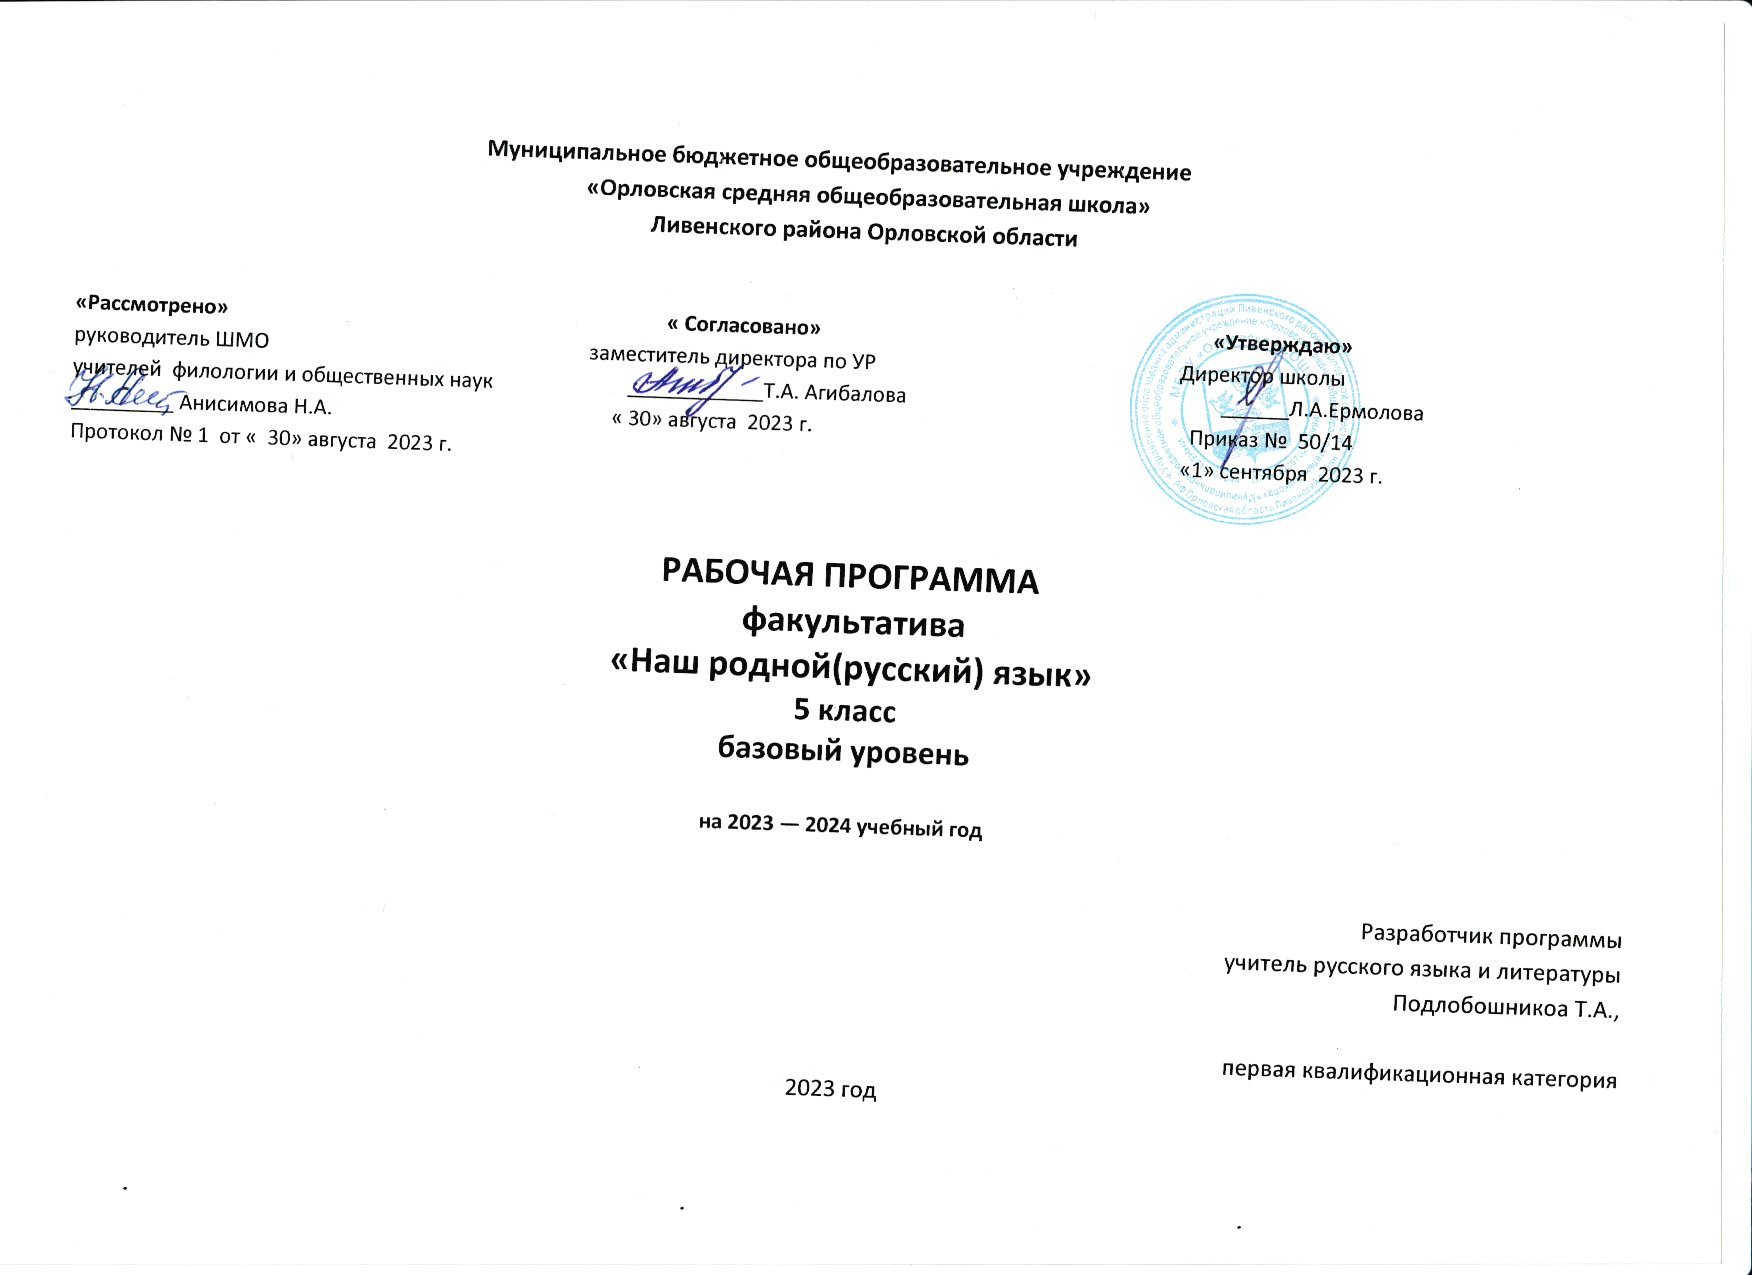 Муниципальное бюджетное общеобразовательное учреждение
«Орловская средняя общеобразовательная школа»
Ливенского района Орловской области
«Рассмотрено»
руководитель ШМО
учителей  филологии и общественных наук
_________ Анисимова Н.А.
Протокол № 1  от «  30» августа  2023 г.
« Согласовано»
заместитель директора по УР
____________Т.А. Агибалова
« 30» августа  2023 г.
«Утверждаю»
Директор школы
______Л.А.Ермолова
Приказ №  50/14
«1» сентября  2023 г.
РАБОЧАЯ ПРОГРАММА
факультатива
«Наш родной(русский) язык»
5 класс
базовый уровень
на 2023 — 2024 учебный год
Разработчик программы
учитель русского языка и литературы
Подлобошникоа Т.А.,
первая квалификационная категория
2023 год